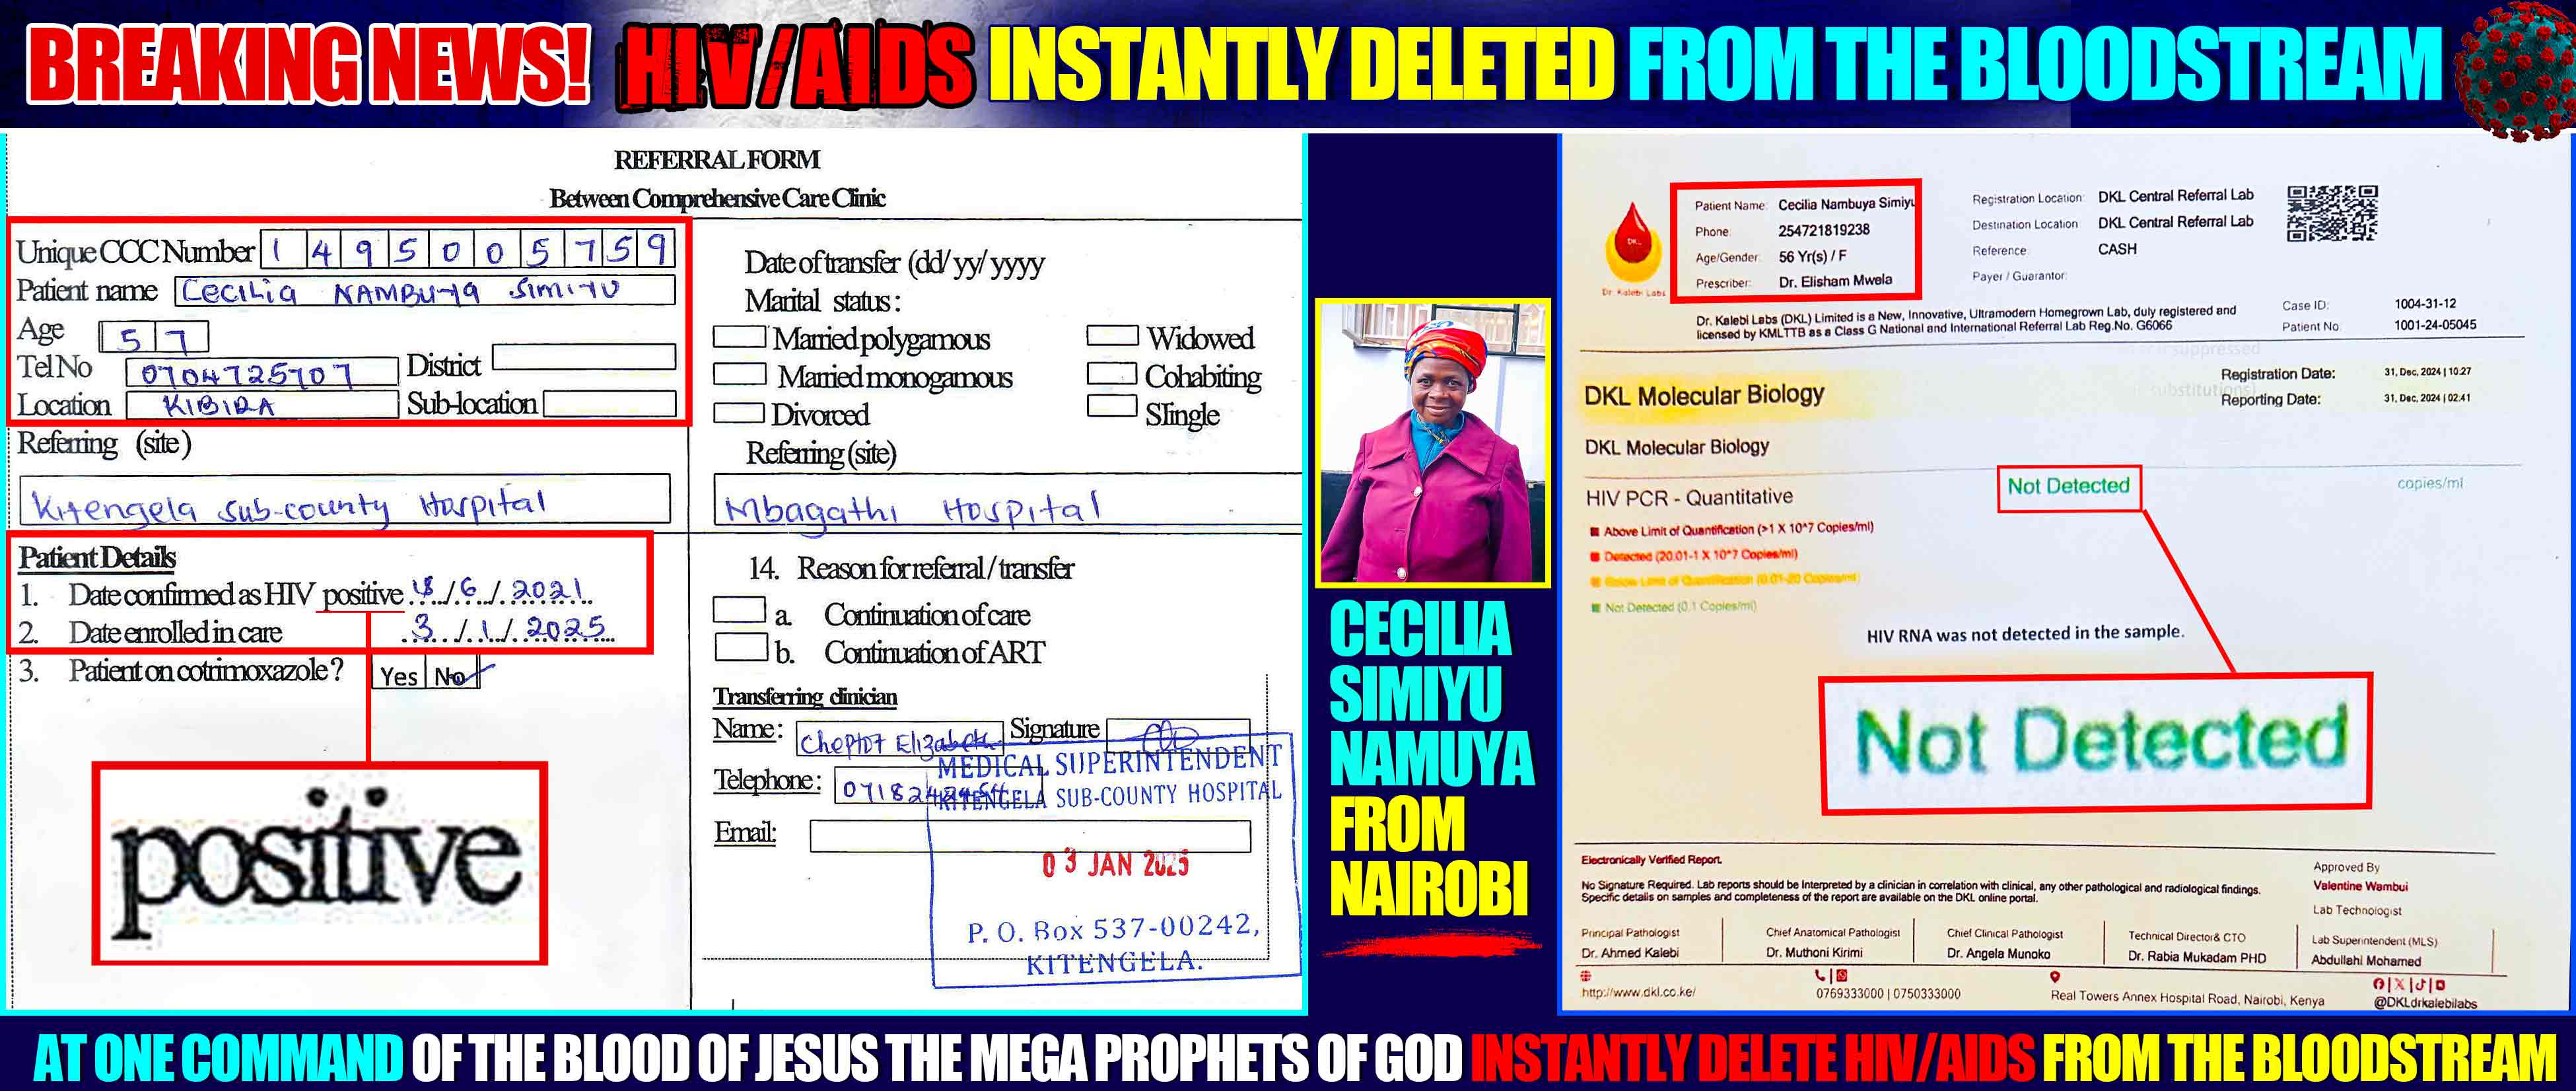 BREAKING NEWS! HIV/AIDS INSTANTLY DELETED FROM THE BLOODSTREAM
REFERRAL FORM
Between Comprehensive Care Clinic
Unique CCC Number 1 4 9 5 0 0 5 7 5 9
Patient name Cecilia NAMBUYA SIMIYU
Age 5 7
Tel No 0704725707 District
Location KIBIRA Sub-location
Referring (site)
Kitengela sub-county Hospital
Patient Details
1. Date confirmed as HIV positive /6/2021
2. Date enrolled in care 3/1/2025
3. Patient on cotrimoxazole? Yes No
positive
Date of transfer (dd/ yy/ yyyy
Marital status :
Married polygamous Widowed
Married monogamous Cohabiting
Divorced Slingle
Referring (site)
Mbagathi Hospital
14. Reason for referral / transfer
a. Continuation of care
b. Continuation of ART
Transferring clinician
Name: Elizabeth Signature
Telephone:
Email:
MEDICAL SUPERINTENDENT
KITENGELA SUB-COUNTY HOSPITAL
03 JAN 2025
P. O. Box 537-00242,
KITENGELA.
CECILIA
SIMIYU
NAMUYA
FROM
NAIROBI
DKL
Dr. Kalebi Labs
Patient Name: Cecilia Nambuya Simiyu
Phone: 254721819238
Age/Gender: 56 Yr(s) / F
Prescriber: Dr. Elisham Mwela
Registration Location: DKL Central Referral Lab
Destination Location: DKL Central Referral Lab
Reference: CASH
Payer / Guarantor:
Dr. Kalebi Labs (DKL) Limited is a New, Innovative, Ultramodern Homegrown Lab, duly registered and
licensed by KMLTTB as a Class G National and International Referral Lab Reg.No. G6066
Case ID: 1004-31-12
Patient No: 1001-24-05045
DKL Molecular Biology
Registration Date: 31, Dec, 2024 | 10:27
Reporting Date: 31, Dec, 2024 | 02:41
DKL Molecular Biology
HIV PCR - Quantitative Not Detected copies/ml
Above Limit of Quantification (>1 X 10^7 Copies/ml)
Detected (20.01-1 X 10^7 Copies/ml)
Below Limit of Quantification (0.01-20 Copies/ml)
Not Detected (0.1 Copies/ml)
HIV RNA was not detected in the sample.
Not Detected
Electronically Verified Report.
No Signature Required. Lab reports should be Interpreted by a clinician in correlation with clinical, any other pathological and radiological findings.
Specific details on samples and completeness of the report are available on the DKL online portal.
Approved By
Valentine Wambui
Lab Technologist
Principal Pathologist
Dr. Ahmed Kalebi
Chief Anatomical Pathologist
Dr. Muthoni Kirimi
Chief Clinical Pathologist
Dr. Angela Munoko
Technical Director& CTO
Dr. Rabia Mukadam PHD
Lab Superintendent (MLS)
Abdullahi Mohamed
http://www.dkl.co.ke/
0769333000 | 0750333000
Real Towers Annex Hospital Road, Nairobi, Kenya
@DKLdrkalebilabs
AT ONE COMMAND OF THE BLOOD OF JESUS THE MEGA PROPHETS OF GOD INSTANTLY DELETE HIV/AIDS FROM THE BLOODSTREAM